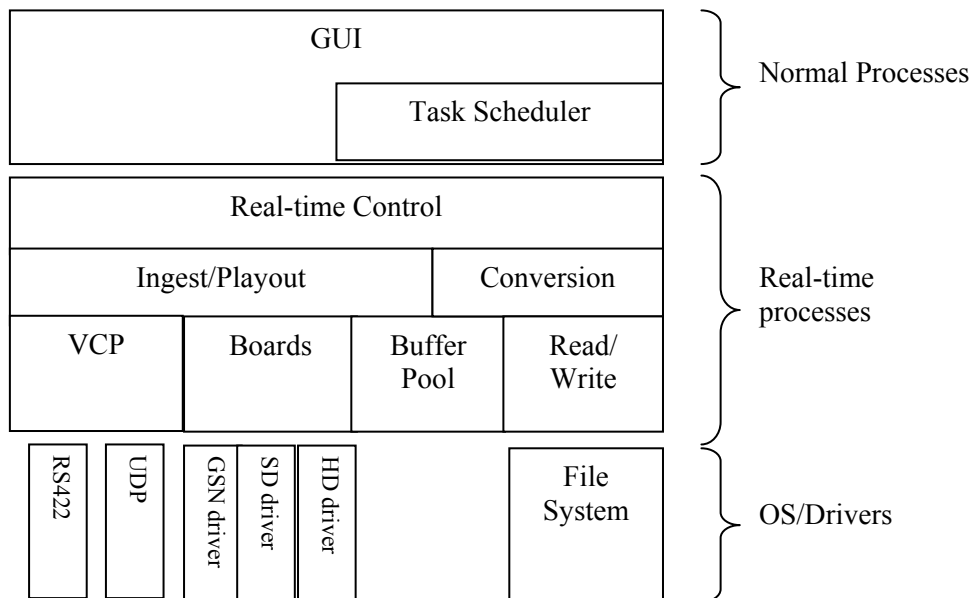 GUI
Task Scheduler
Normal Processes
Real-time Control
Ingest/Playout
Conversion
VCP
Boards
Buffer
Pool
Read/
Write
Real-time
processes
RS422
UDP
GSN driver
SD driver
HD driver
File
System
OS/Drivers